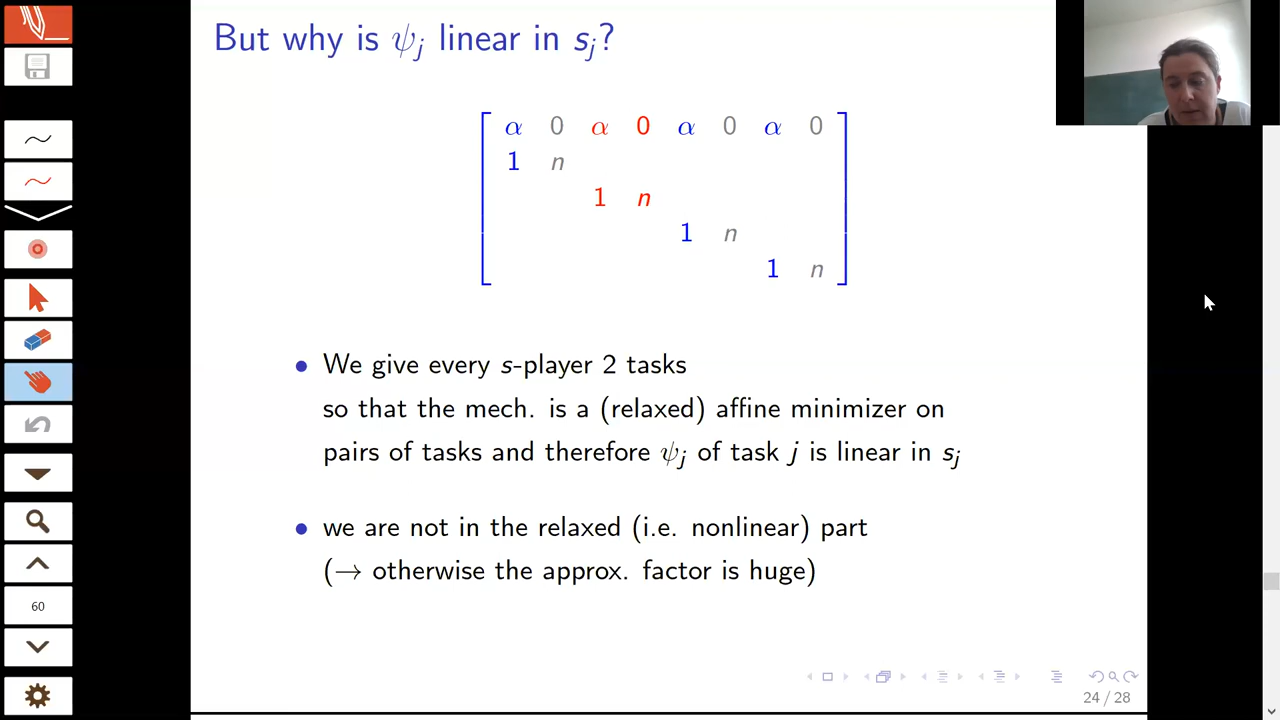 But why is ψj linear in sj?
α 0 α 0 α 0 α 0
1 n
1 n
1 n
1 n
• We give every s-player 2 tasks
so that the mech. is a (relaxed) affine minimizer on
pairs of tasks and therefore ψj of task j is linear in sj
• we are not in the relaxed (i.e. nonlinear) part
(→ otherwise the approx. factor is huge)
60
24 / 28